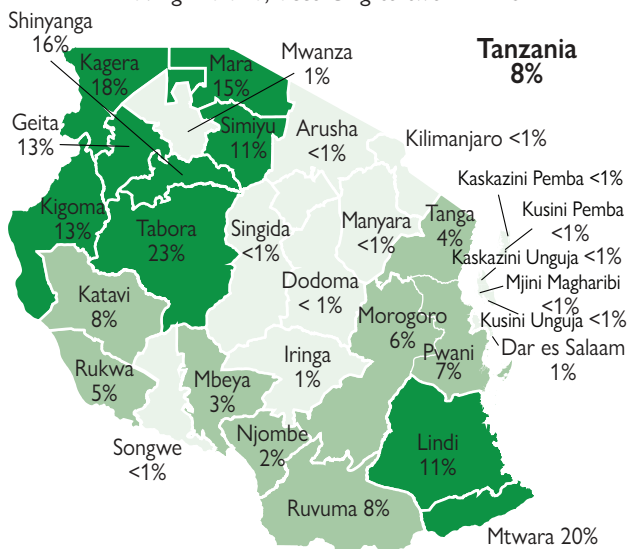 Shinyanga
16%
Kagera
18%
Mara
15%
Mwanza
1%
Tanzania
8%
Geita
13%
Simiyu
11%
Arusha
<1%
Kilimanjaro <1%
Kaskazini Pemba <1%
Kusini Pemba
<1%
Kigoma
13%
Tabora
23%
Singida
<1%
Manyara
<1%
Tanga
4%
Kaskazini Unguja <1%
Mjini Magharibi
<1%
Kusini Unguja <1%
Katavi
8%
Dodoma
< 1%
Morogoro
6%
Pwani
7%
Dar es Salaam
1%
Rukwa
5%
Mbeya
3%
Iringa
1%
Songwe
<1%
Njombe
2%
Lindi
11%
Ruvuma 8%
Mtwara 20%